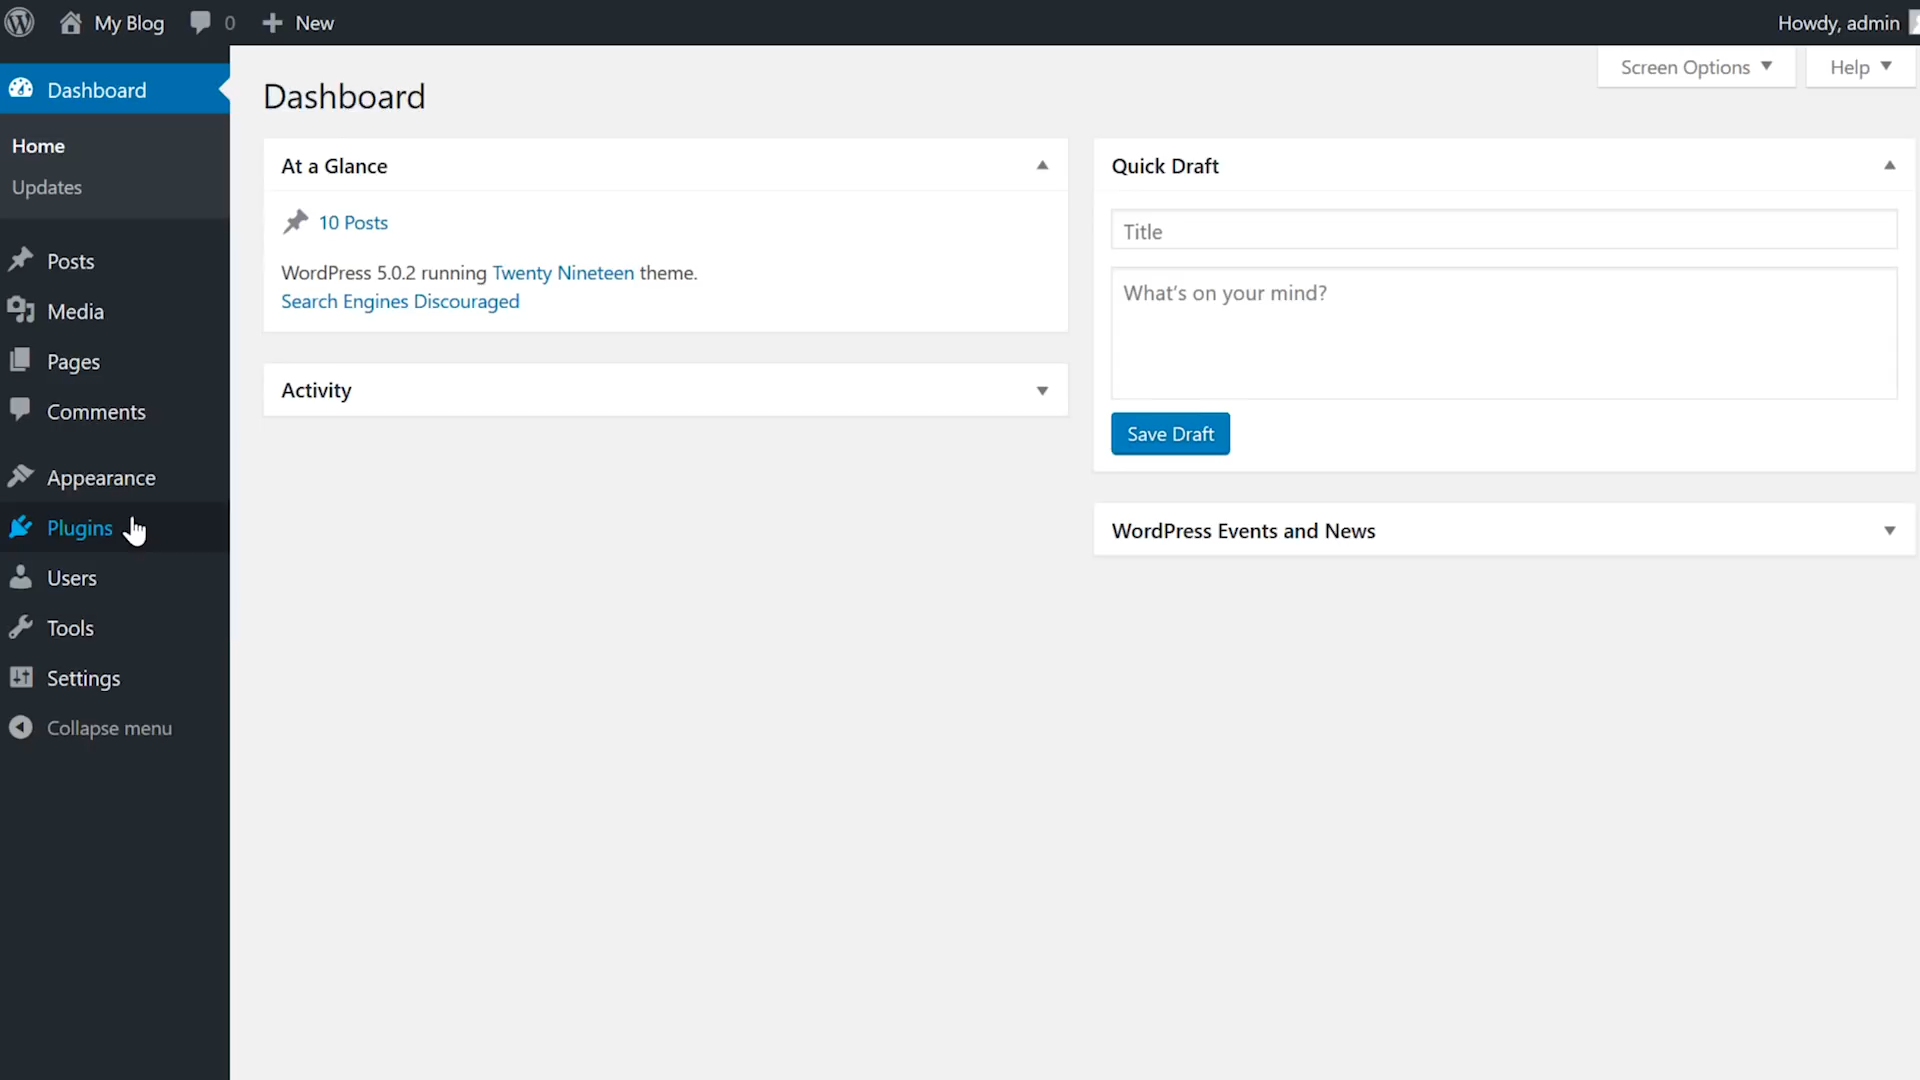 My Blog
0
New
Howdy, admin
Dashboard
Home
Updates
Posts
Media
Pages
Comments
Appearance
Plugins
Users
Tools
Settings
Collapse menu
Screen Options
Help
Dashboard
At a Glance
10 Posts
WordPress 5.0.2 running Twenty Nineteen theme.
Search Engines Discouraged
Activity
Quick Draft
Title
What's on your mind?
Save Draft
WordPress Events and News